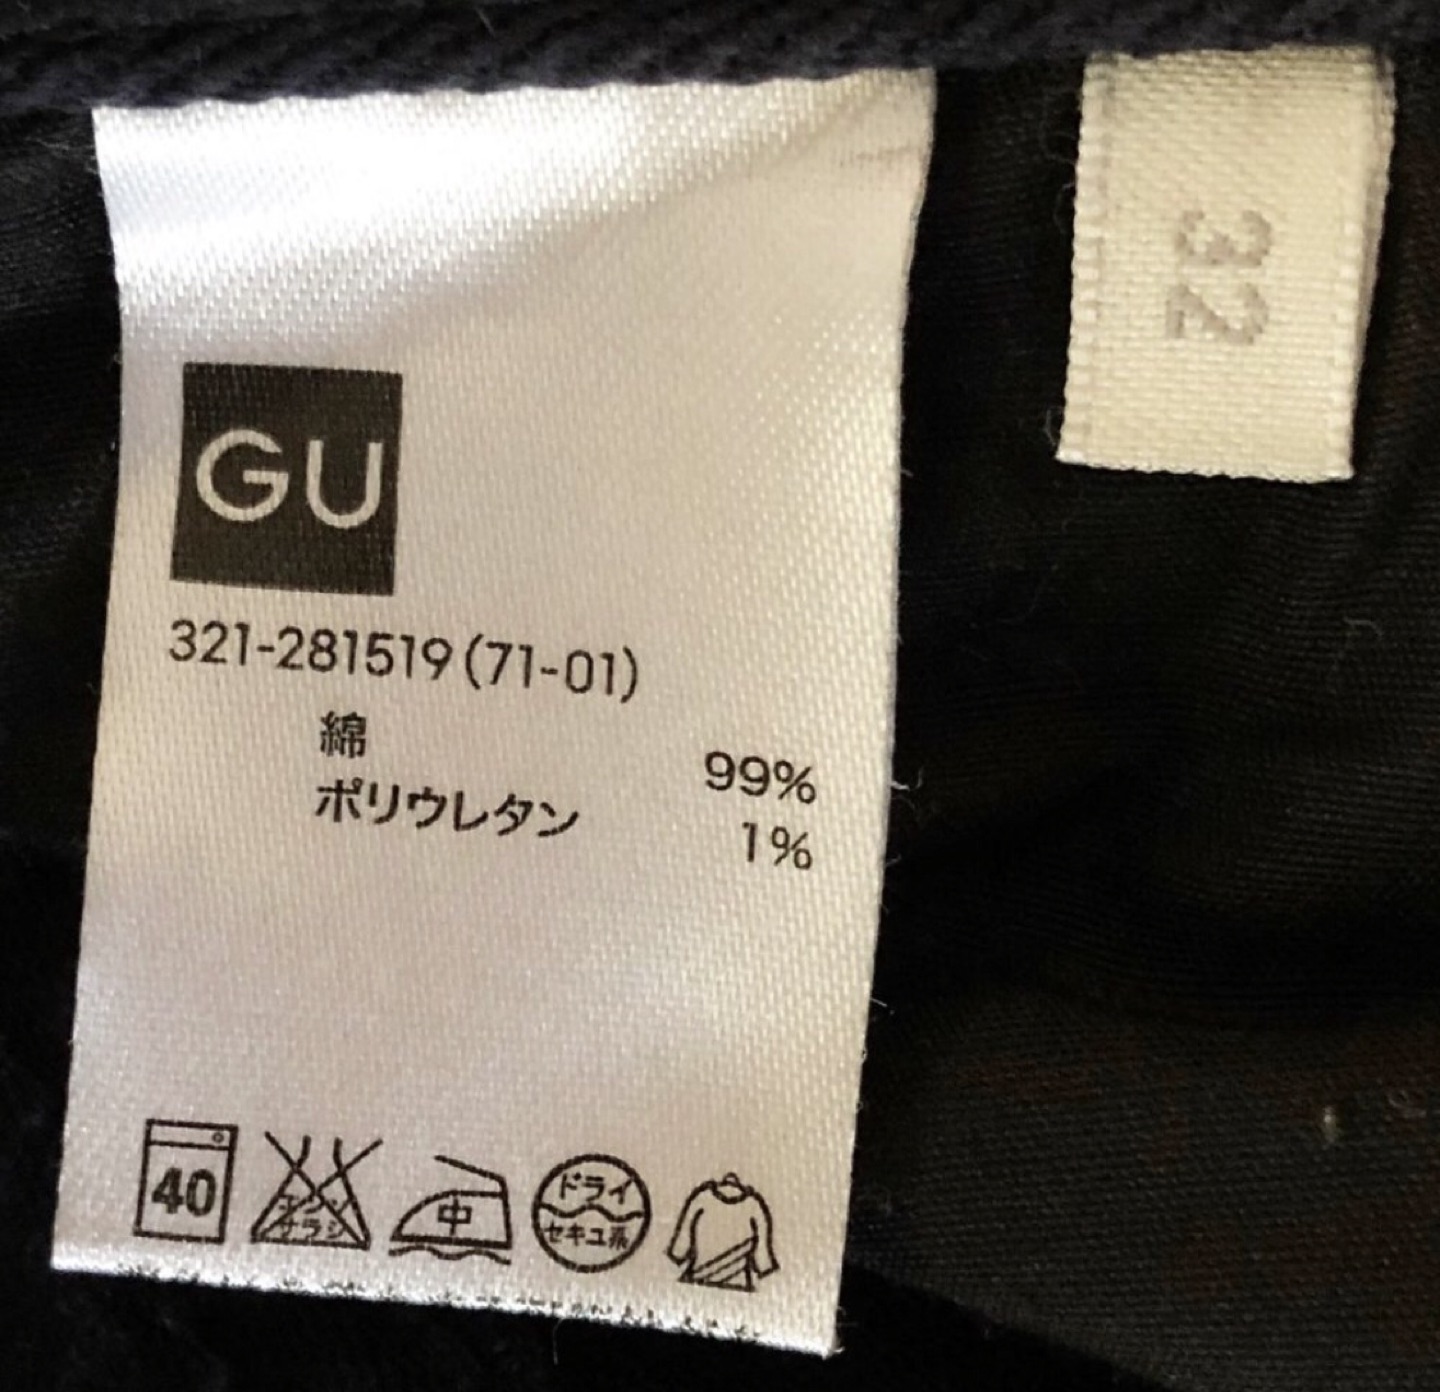 GU
321-281519(71-01)
綿 99%
ポリウレタン 1%
40
エンソ
サラシ
中
ドライ
セキユ系
32